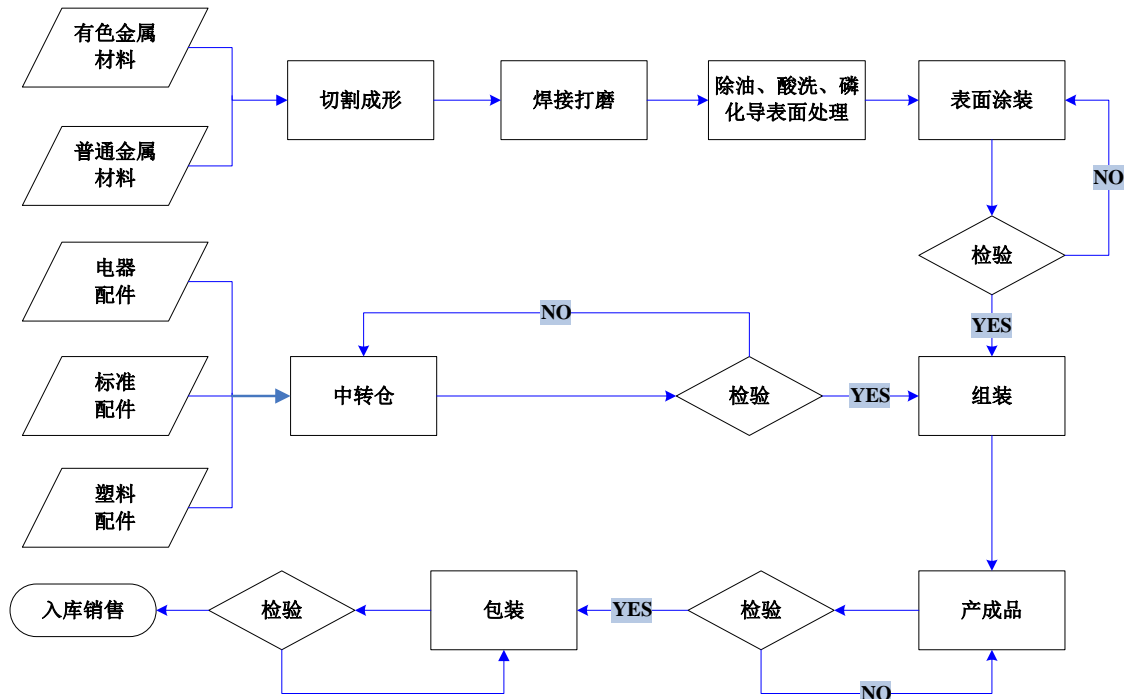 有色金属
材料
普通金属
材料
切割成形
焊接打磨
除油、酸洗、磷
化导表面处理
表面涂装
NO
检验
YES
电器
配件
标准
配件
塑料
配件
中转仓
NO
检验
YES
组装
入库销售
检验
包装
YES
检验
产成品
NO